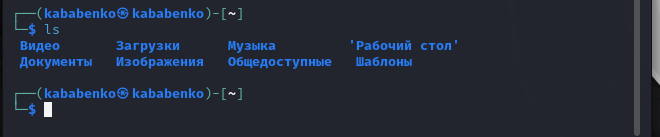 ┌──(kababenko㉿kababenko)-[~]
└─$ ls
Видео Загрузки Музыка 'Рабочий стол'
Документы Изображения Общедоступные Шаблоны
┌──(kababenko㉿kababenko)-[~]
└─$